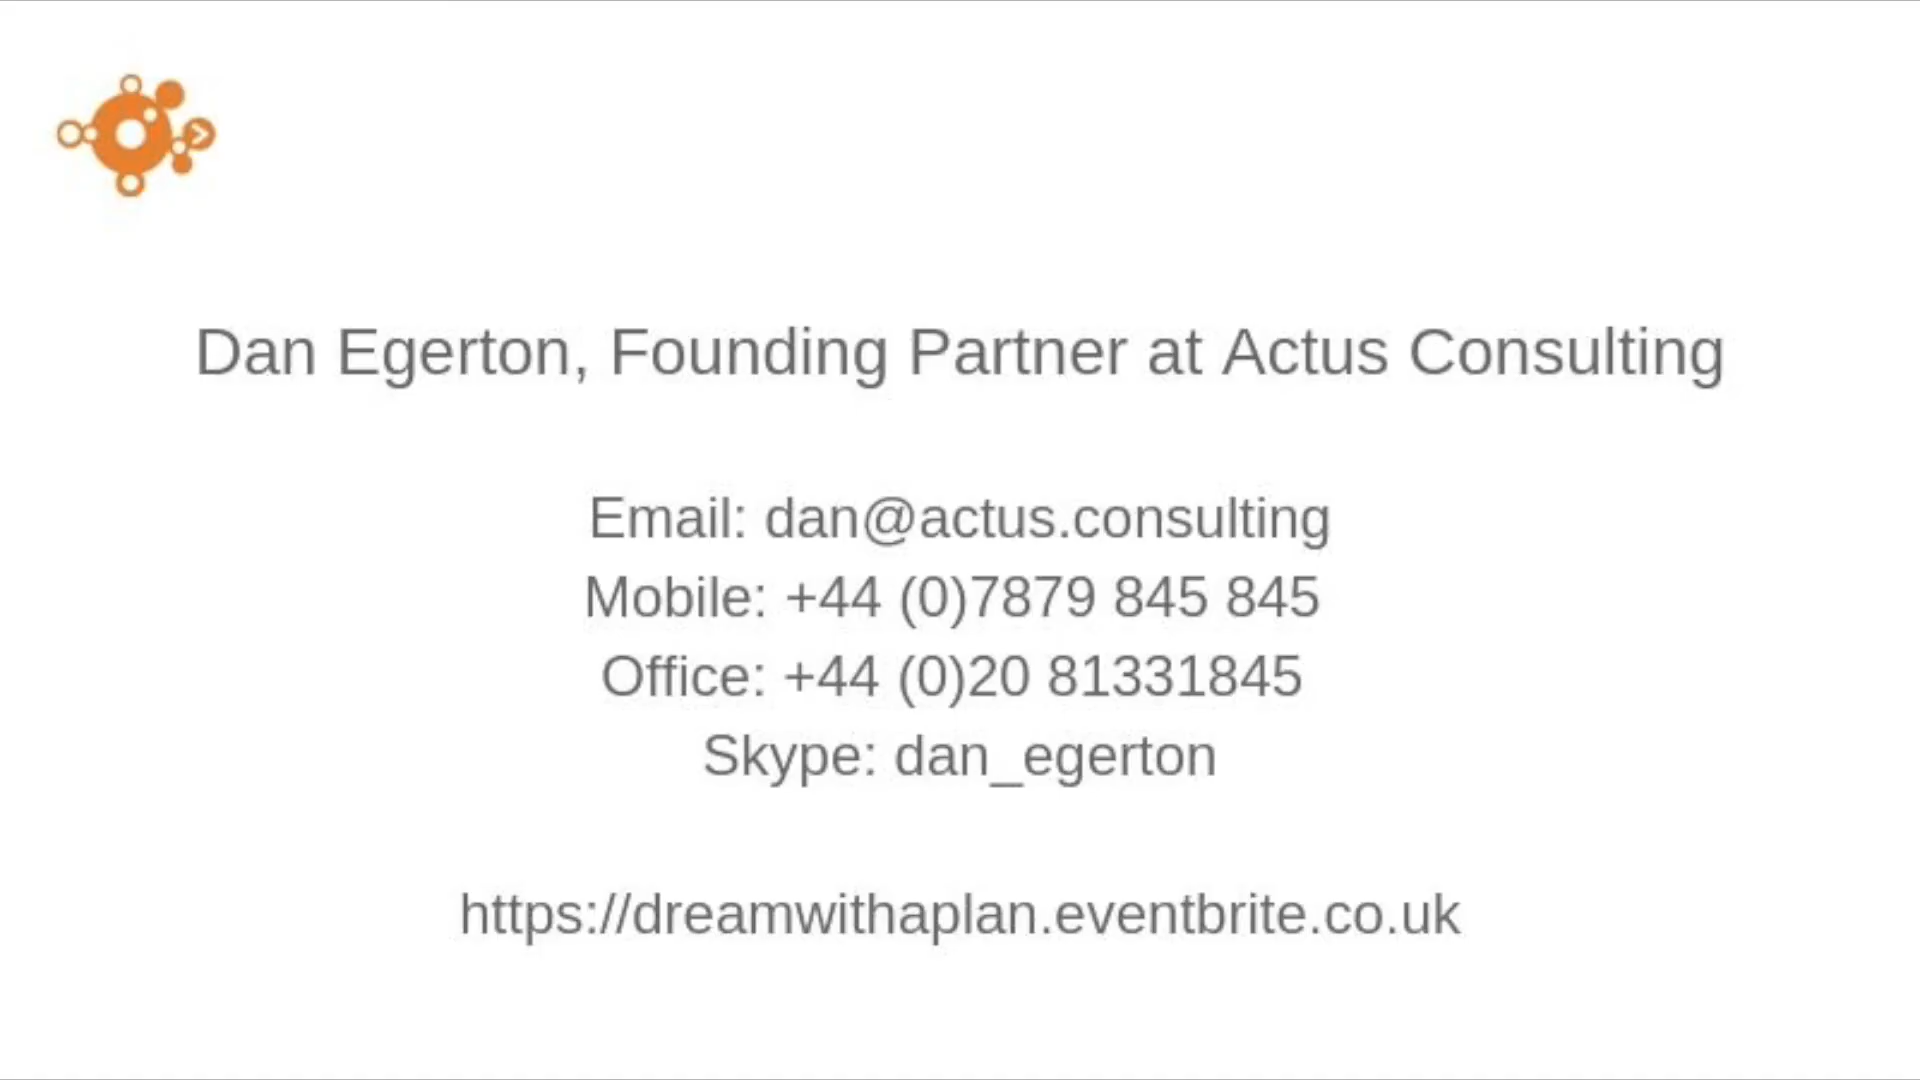 Dan Egerton, Founding Partner at Actus Consulting
Email: dan@actus.consulting
Mobile: +44 (0)7879 845 845
Office: +44 (0)20 81331845
Skype: dan_egerton
https://dreamwithaplan.eventbrite.co.uk